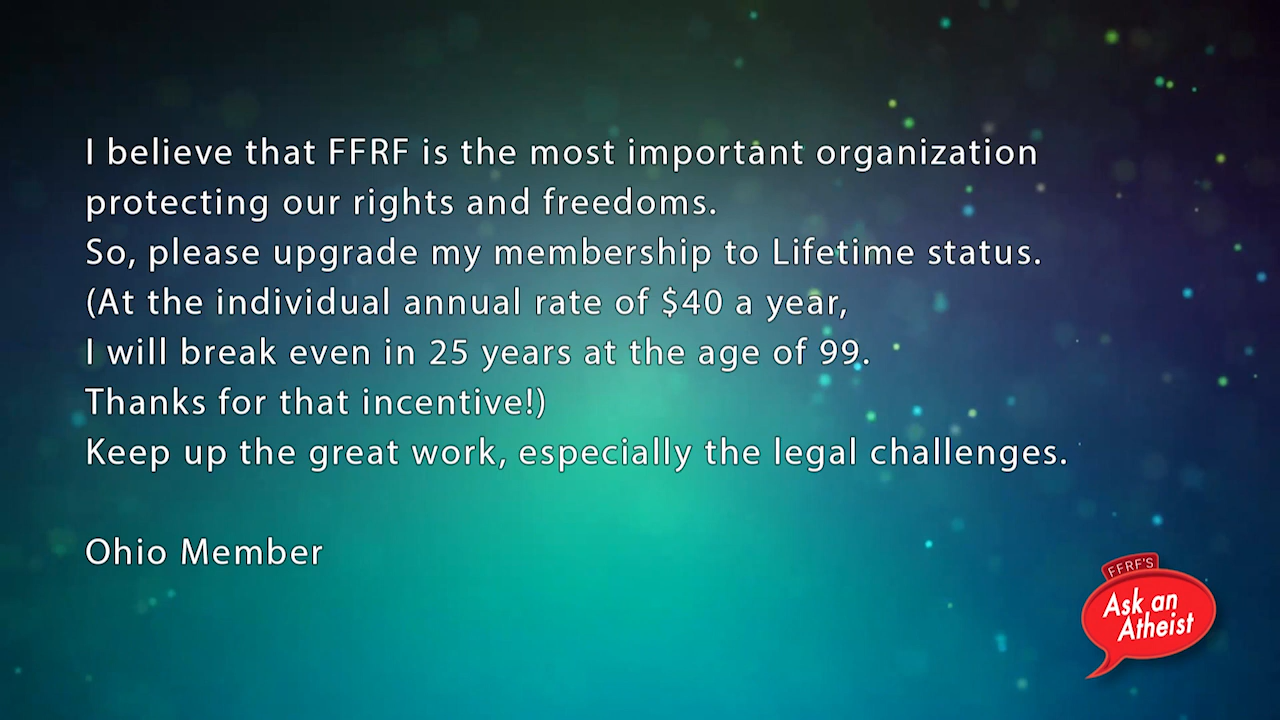 I believe that FFRF is the most important organization
protecting our rights and freedoms.
So, please upgrade my membership to Lifetime status.
(At the individual annual rate of $40 a year,
I will break even in 25 years at the age of 99.
Thanks for that incentive!)
Keep up the great work, especially the legal challenges.
Ohio Member
FFRF'S
Ask an
Atheist